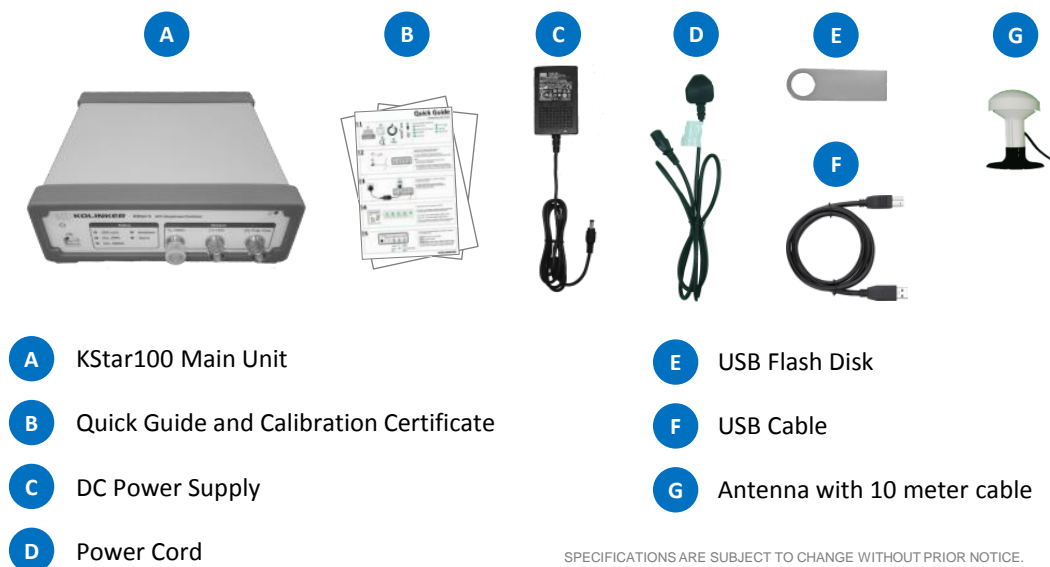 A
B
C
D
E
G
F
Quick Guide
KOLINKER
A KStar100 Main Unit
B Quick Guide and Calibration Certificate
C DC Power Supply
D Power Cord
E USB Flash Disk
F USB Cable
G Antenna with 10 meter cable
SPECIFICATIONS ARE SUBJECT TO CHANGE WITHOUT PRIOR NOTICE.